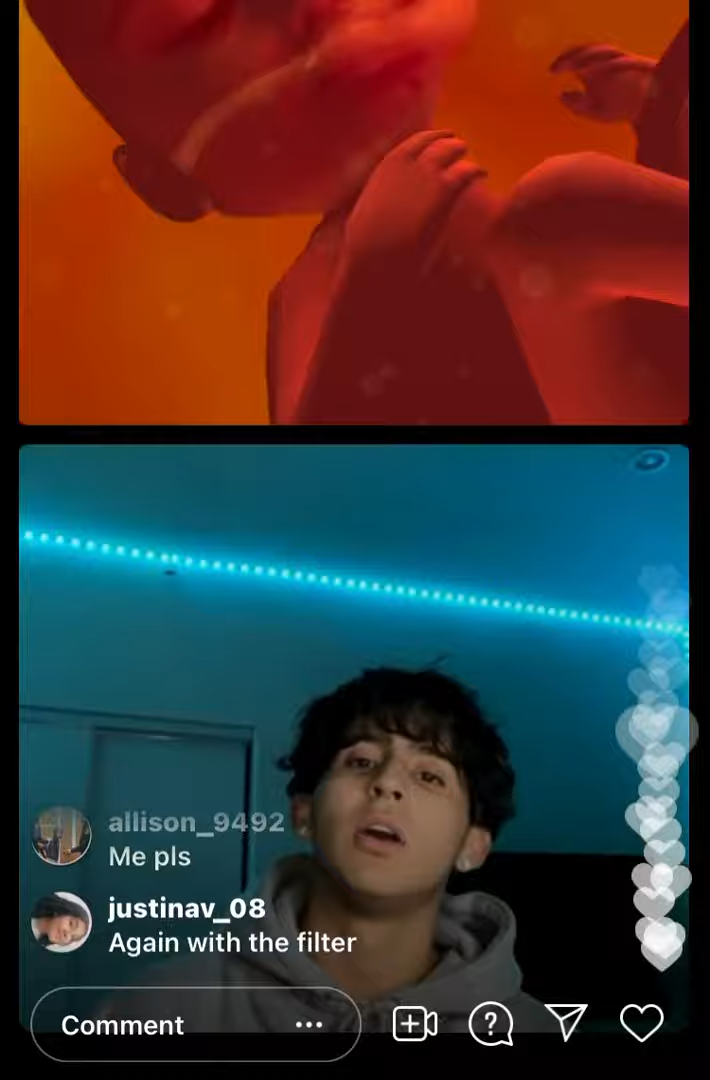 allison_9492
Me pls
justinav_08
Again with the filter
Comment